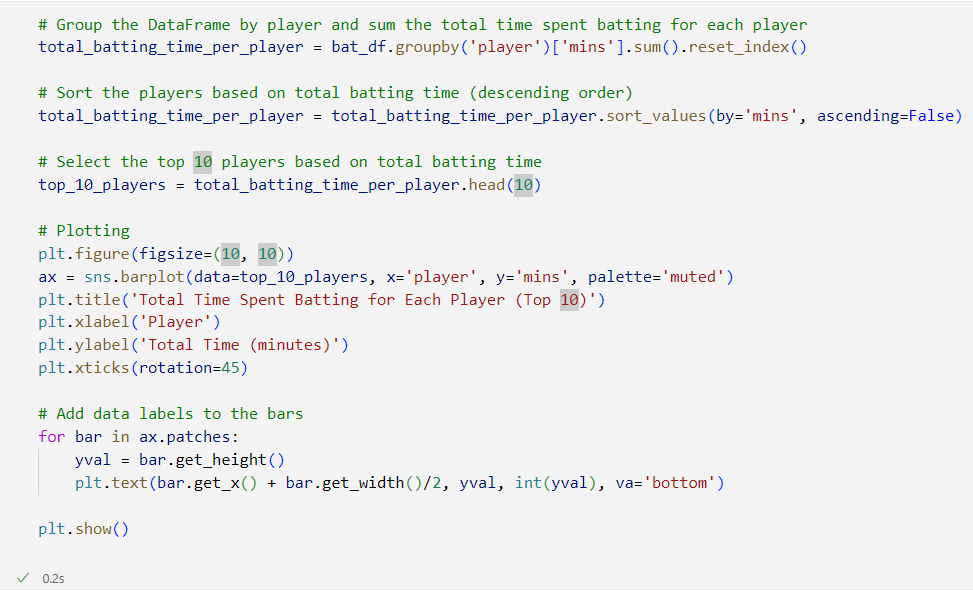 # Group the DataFrame by player and sum the total time spent batting for each player
total_batting_time_per_player = bat_df.groupby('player')['mins'].sum().reset_index()
# Sort the players based on total batting time (descending order)
total_batting_time_per_player = total_batting_time_per_player.sort_values(by='mins', ascending=False)
# Select the top 10 players based on total batting time
top_10_players = total_batting_time_per_player.head(10)
# Plotting
plt.figure(figsize=(10, 10))
ax = sns.barplot(data=top_10_players, x='player', y='mins', palette='muted')
plt.title('Total Time Spent Batting for Each Player (Top 10)')
plt.xlabel('Player')
plt.ylabel('Total Time (minutes)')
plt.xticks(rotation=45)
# Add data labels to the bars
for bar in ax.patches:
    yval = bar.get_height()
    plt.text(bar.get_x() + bar.get_width()/2, yval, int(yval), va='bottom')
plt.show()
✓ 0.2s